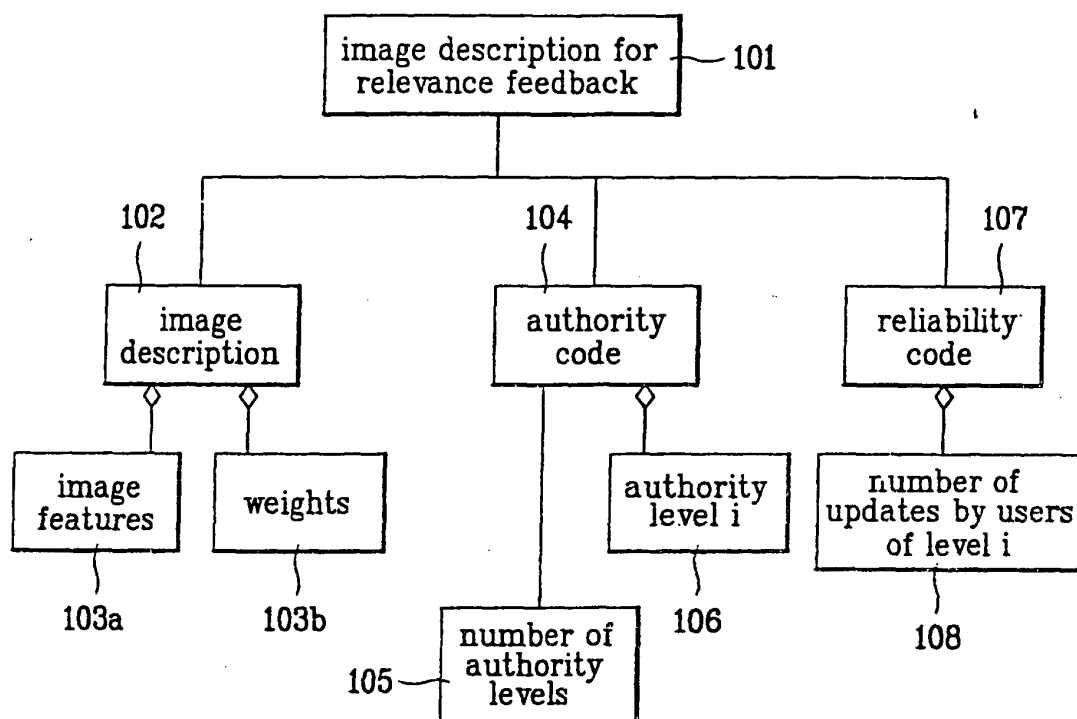 image description for
relevance feedback
101
102
104
107
image
description
authority
code
reliability
code
image
features
weights
authority
level i
number of
updates by users
of level i
103a
103b
106
108
number of
authority
levels
105